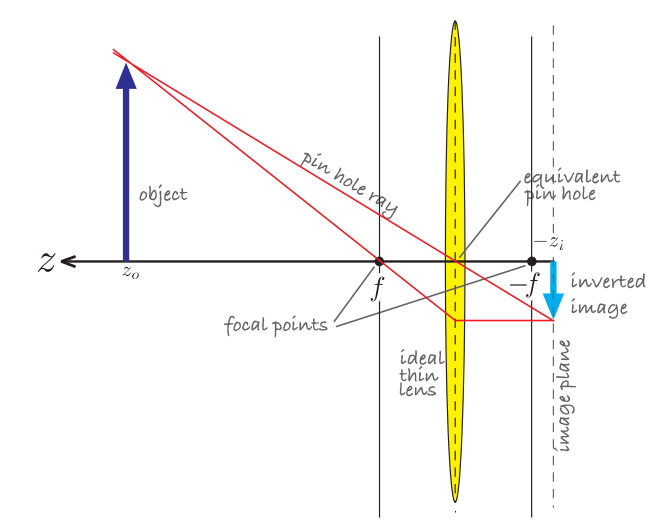 pin hole ray
equivalent
pin hole
object
−z_i
z
z_o
f
−f
inverted
image
focal points
ideal
thin
lens
image plane